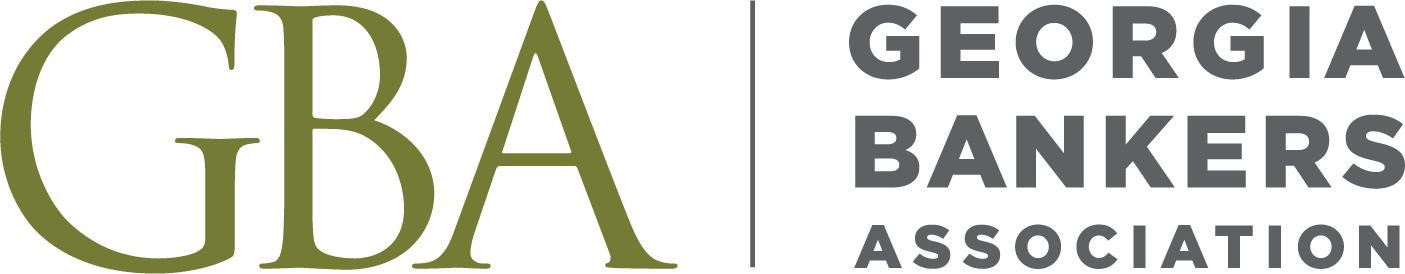 GBA
GEORGIA
BANKERS
ASSOCIATION